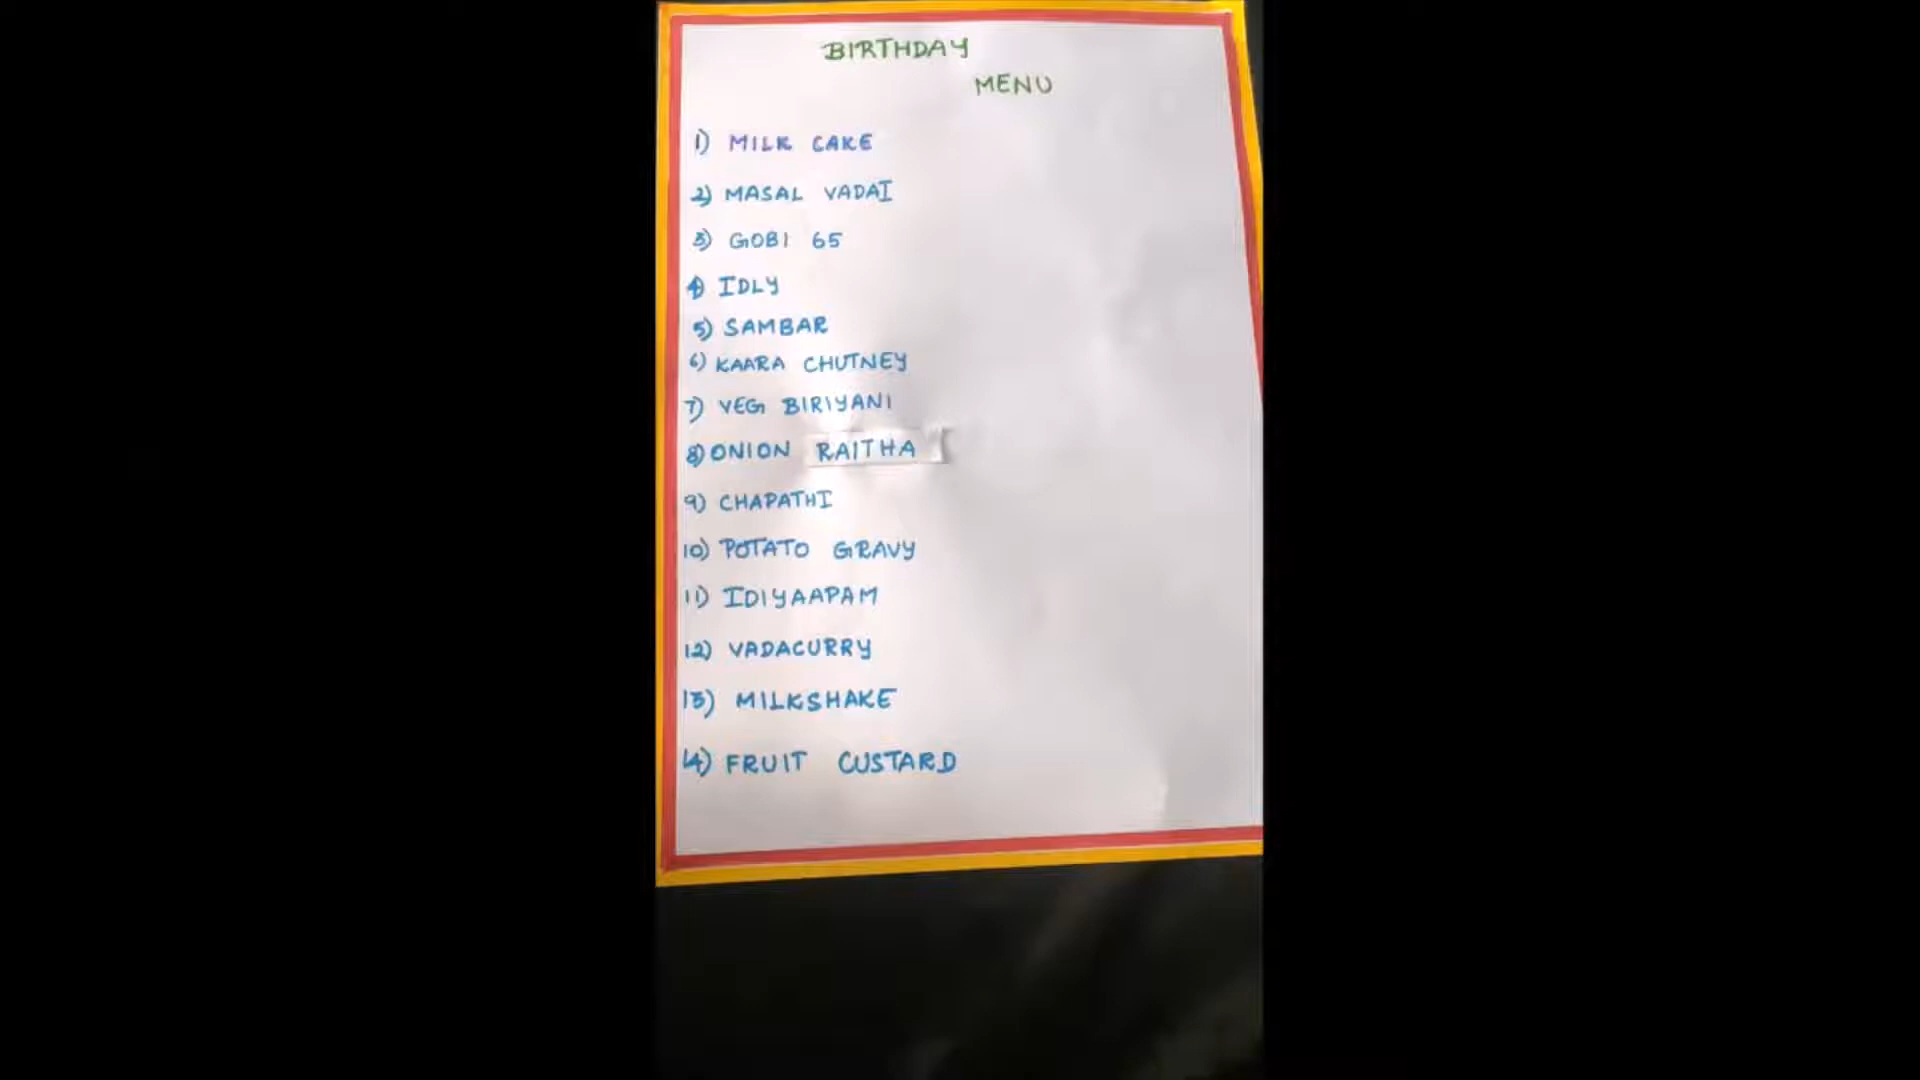 BIRTHDAY
MENU
1) MILK CAKE
2) MASAL VADAI
3) GOBI 65
4) IDLY
5) SAMBAR
6) KAARA CHUTNEY
7) VEG BIRIYANI
8) ONION RAITHA
9) CHAPATHI
10) POTATO GRAVY
11) IDIYAAPAM
12) VADACURRY
13) MILKSHAKE
14) FRUIT CUSTARD